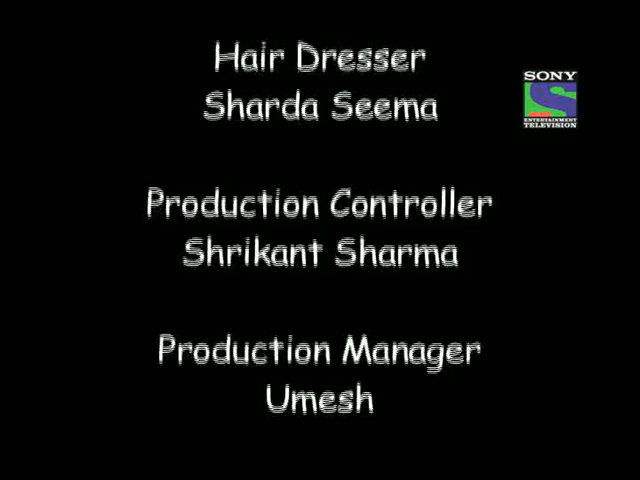 Hair Dresser
Sharda Seema
SONY
ENTERTAINMENT
TELEVISION
Production Controller
Shrikant Sharma
Production Manager
Umesh